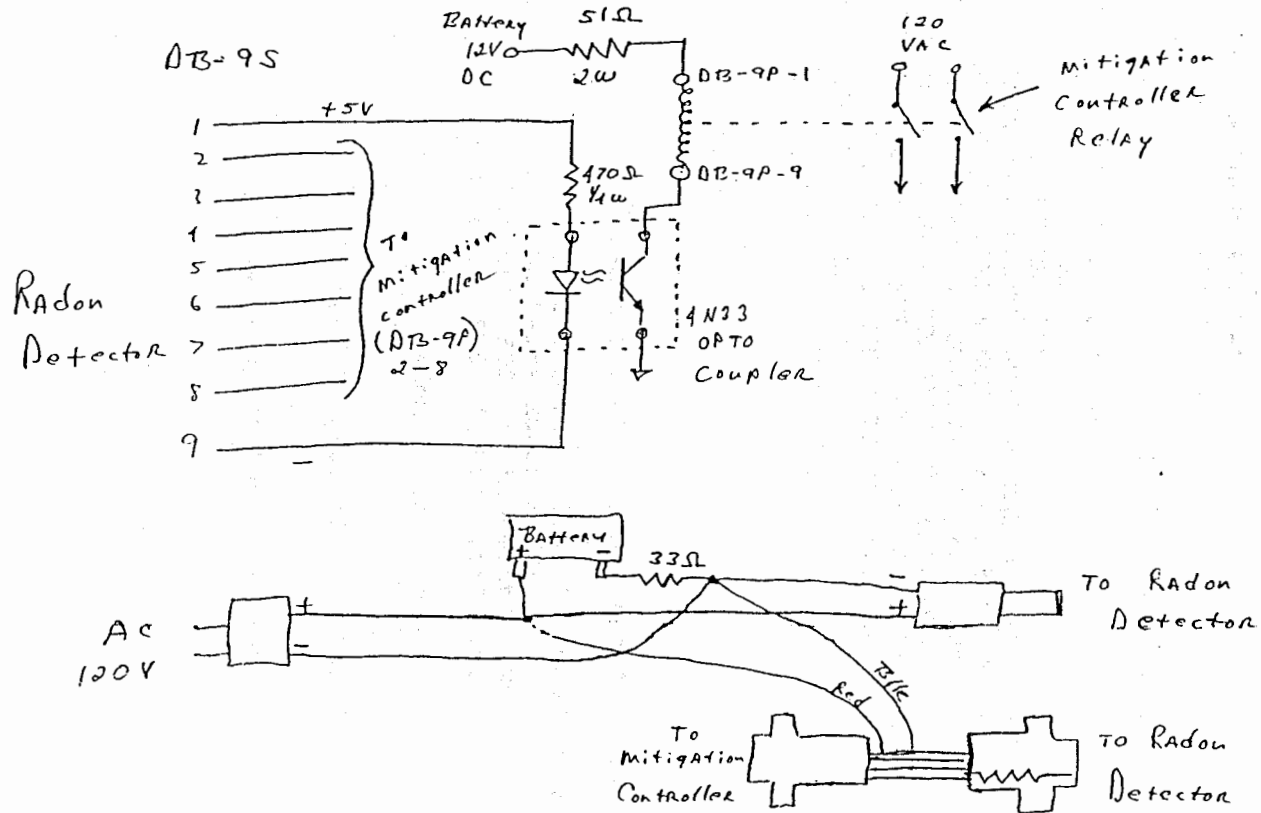 DB-9S
Battery
12V
DC
51Ω
2W
DB-9P-1
DB-9P-9
120
VAC
Mitigation
Controller
Relay
+5V
1
2
3
4
5
6
7
8
9
−
Radon
Detector
To
Mitigation
Controller
(DB-9P)
2-8
470Ω
1/4W
4N33
OPTO
Coupler
Battery
+ −
33Ω
AC
120V
+
−
−
+
To Radon
Detector
Red
Blk
To
Mitigation
Controller
To Radon
Detector